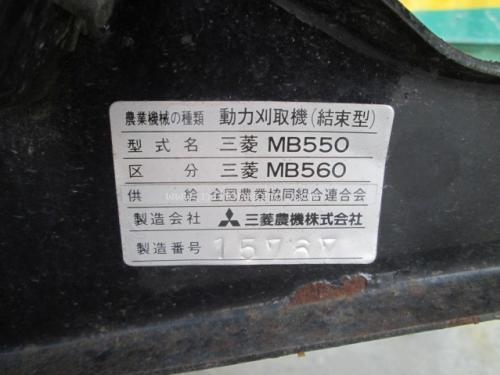 農業機械の種類 動力刈取機(結束型)
型式名 三菱 MB550
区分 三菱 MB560
供給 全国農業協同組合連合会
製造会社 三菱農機株式会社
製造番号 15767